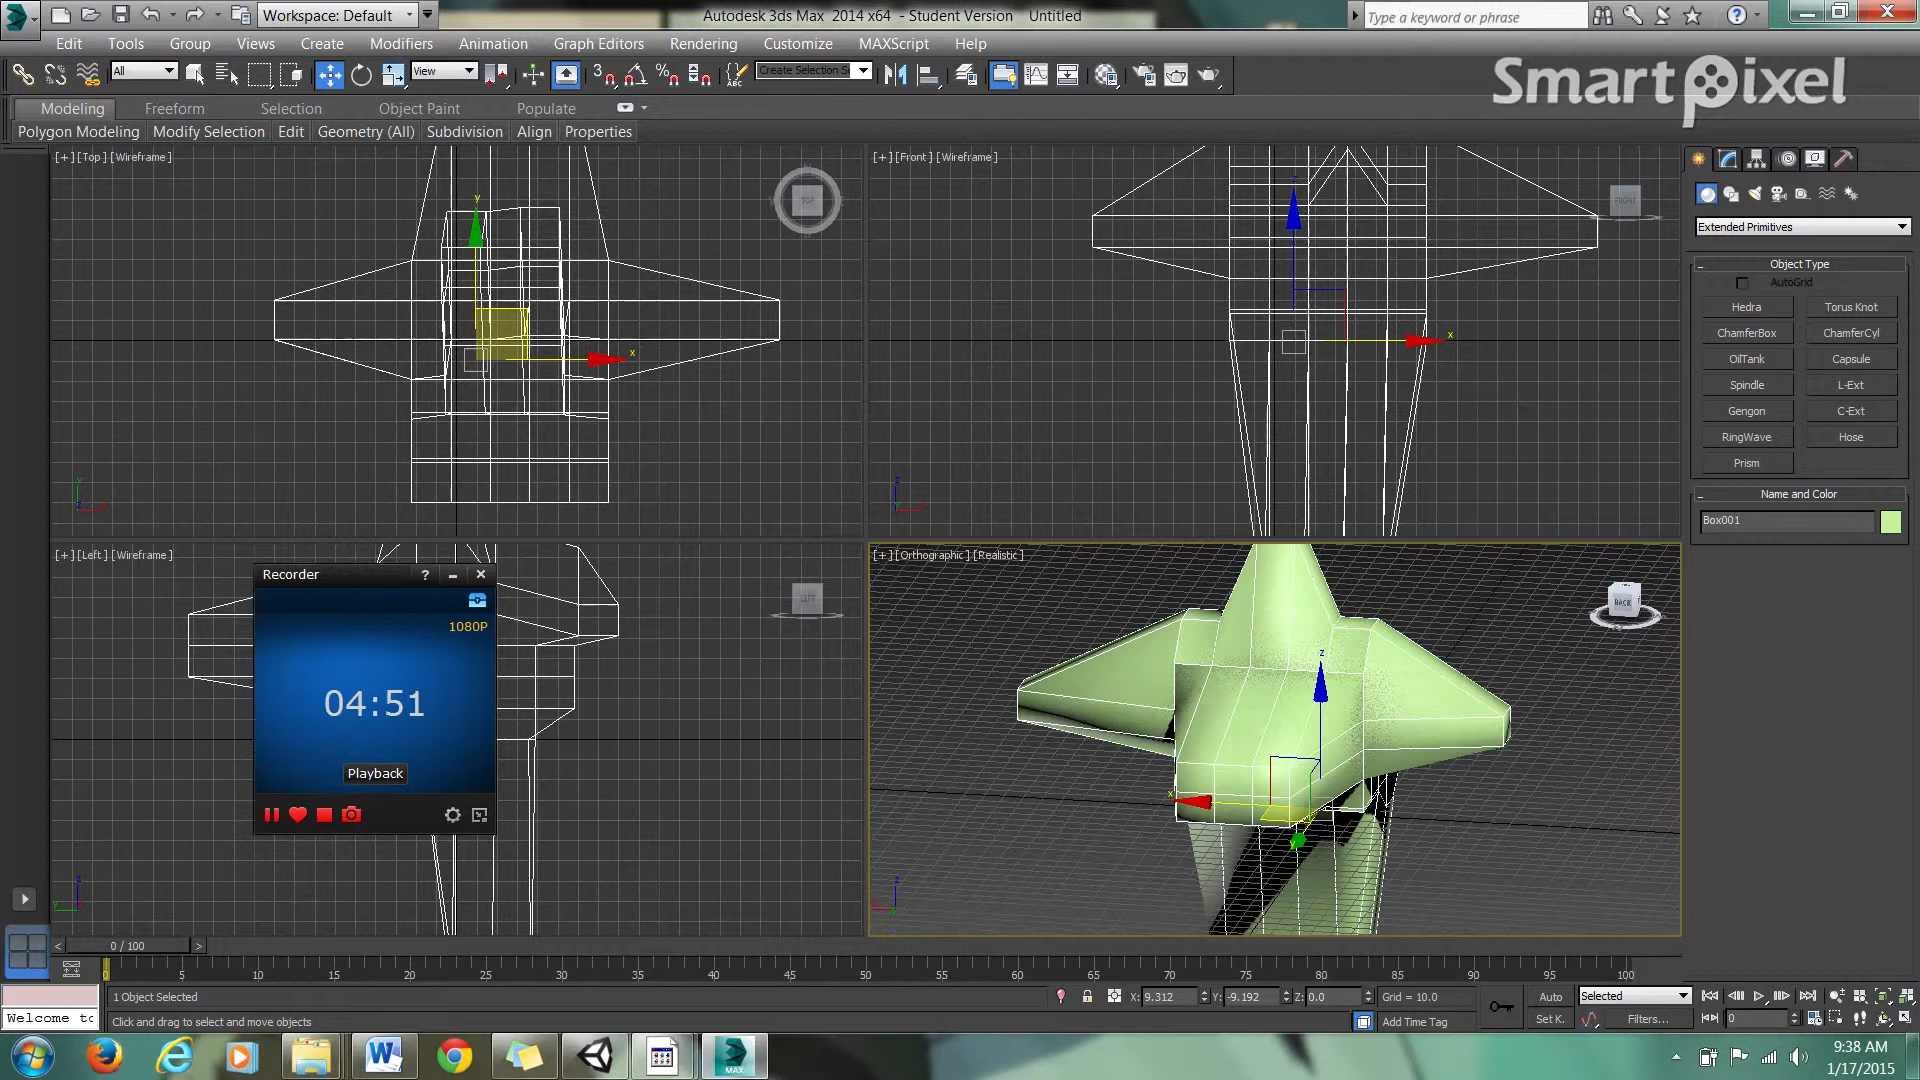 Workspace: Default
Autodesk 3ds Max 2014 x64 - Student Version Untitled
Type a keyword or phrase
Edit Tools Group Views Create Modifiers Animation Graph Editors Rendering Customize MAXScript Help
All
View
Create Selection S
SmartPixel
Modeling Freeform Selection Object Paint Populate
Polygon Modeling Modify Selection Edit Geometry (All) Subdivision Align Properties
[+] [Top] [Wireframe]
TOP
y
x
[+] [Front] [Wireframe]
FRONT
z
x
Extended Primitives
Object Type
AutoGrid
Hedra Torus Knot
ChamferBox ChamferCyl
OilTank Capsule
Spindle L-Ext
Gengon C-Ext
RingWave Hose
Prism
Name and Color
Box001
[+] [Left] [Wireframe]
LEFT
Recorder
1080P
04:51
Playback
[+] [Orthographic] [Realistic]
BACK
z
x
y
0 / 100
0 5 10 15 20 25 30 35 40 45 50 55 60 65 70 75 80 85 90 95 100
1 Object Selected
X: 9.312 Y: -9.192 Z: 0.0
Grid = 10.0
Auto
Selected
Welcome to
Click and drag to select and move objects
Add Time Tag
Set K.
Filters...
0
9:38 AM
1/17/2015